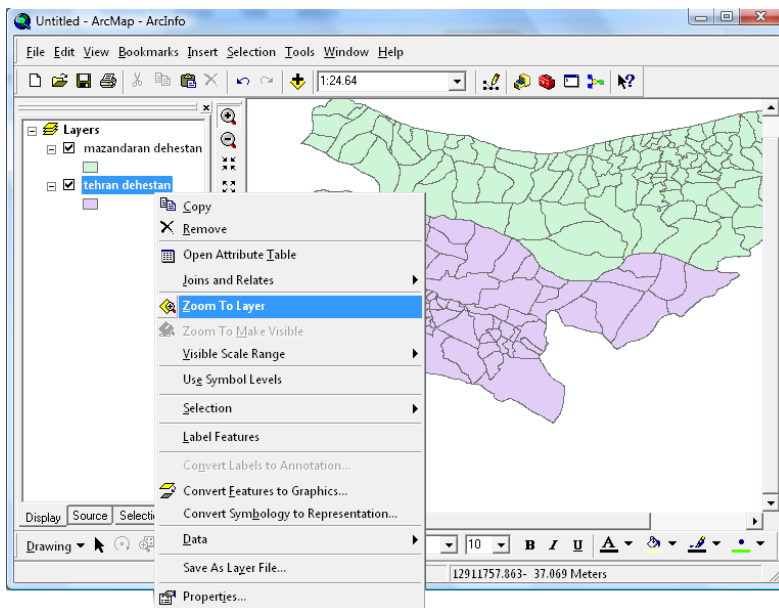 Untitled - ArcMap - ArcInfo
File Edit View Bookmarks Insert Selection Tools Window Help
1:24.64
Layers
mazandaran dehestan
tehran dehestan
Copy
Remove
Open Attribute Table
Joins and Relates
Zoom To Layer
Zoom To Make Visible
Visible Scale Range
Use Symbol Levels
Selection
Label Features
Convert Labels to Annotation...
Convert Features to Graphics...
Convert Symbology to Representation...
Data
Save As Layer File...
Properties...
Display Source Selecti
Drawing 10 B I U A
12911757.863- 37.069 Meters